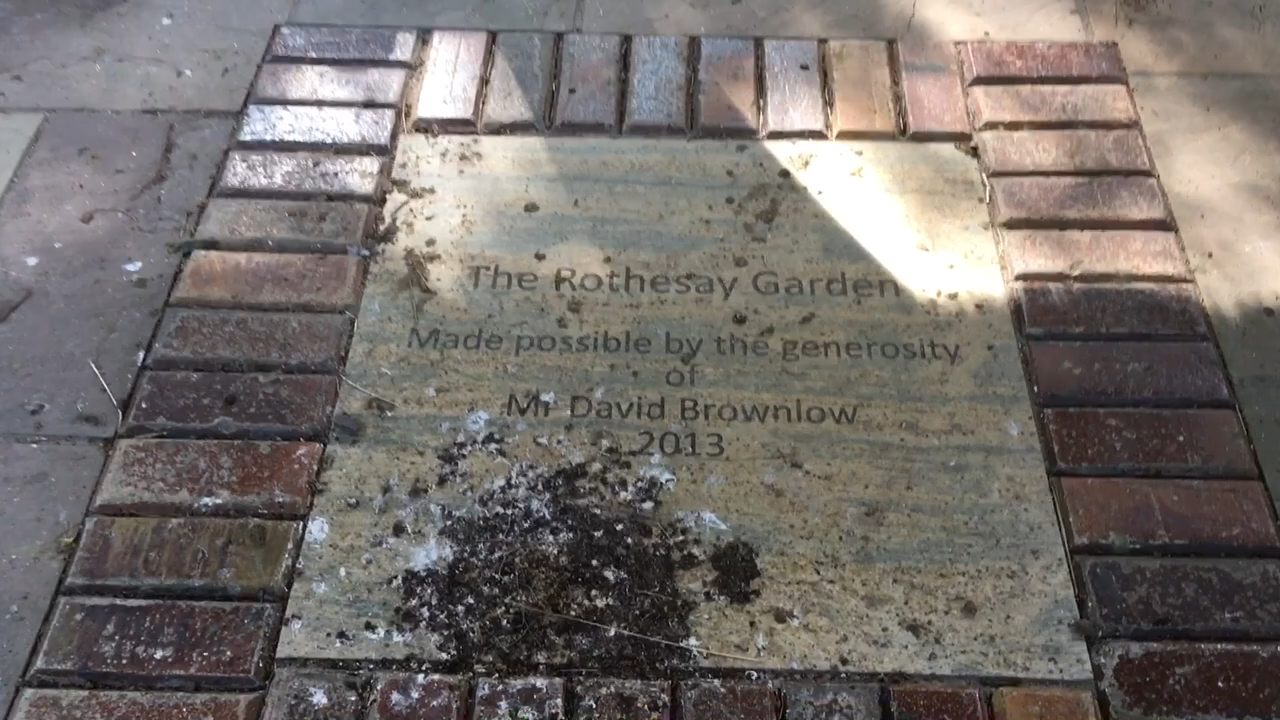 The Rothesay Garden
Made possible by the generosity
of
Mr David Brownlow
2013